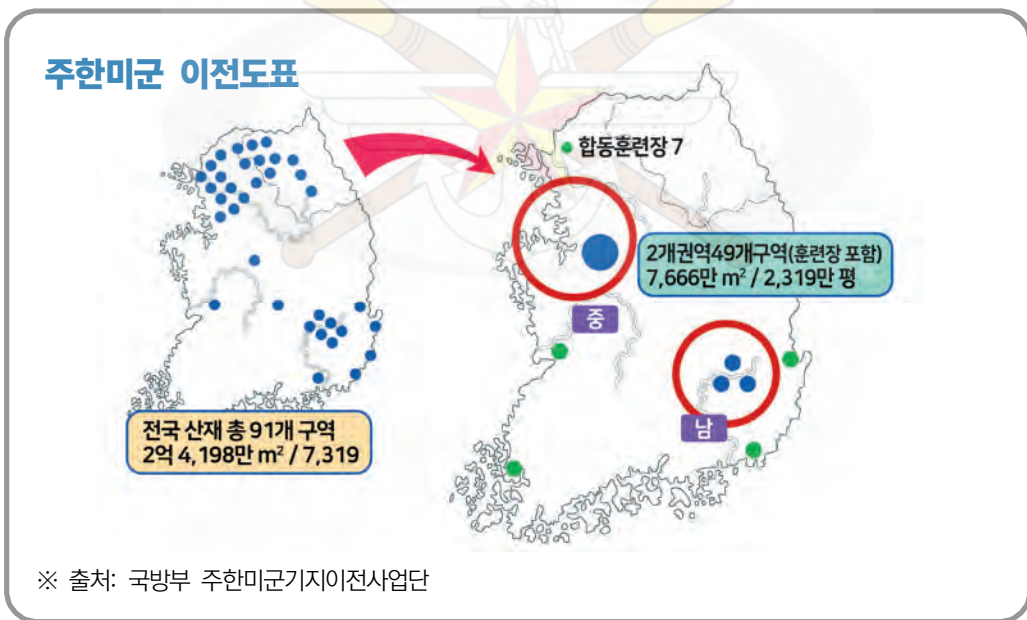 주한미군 이전도표
합동훈련장 7
2개권역49개구역(훈련장 포함)
7,666만 m² / 2,319만 평
중
남
전국 산재 총 91개 구역
2억 4,198만 m² / 7,319
※ 출처: 국방부 주한미군기지이전사업단